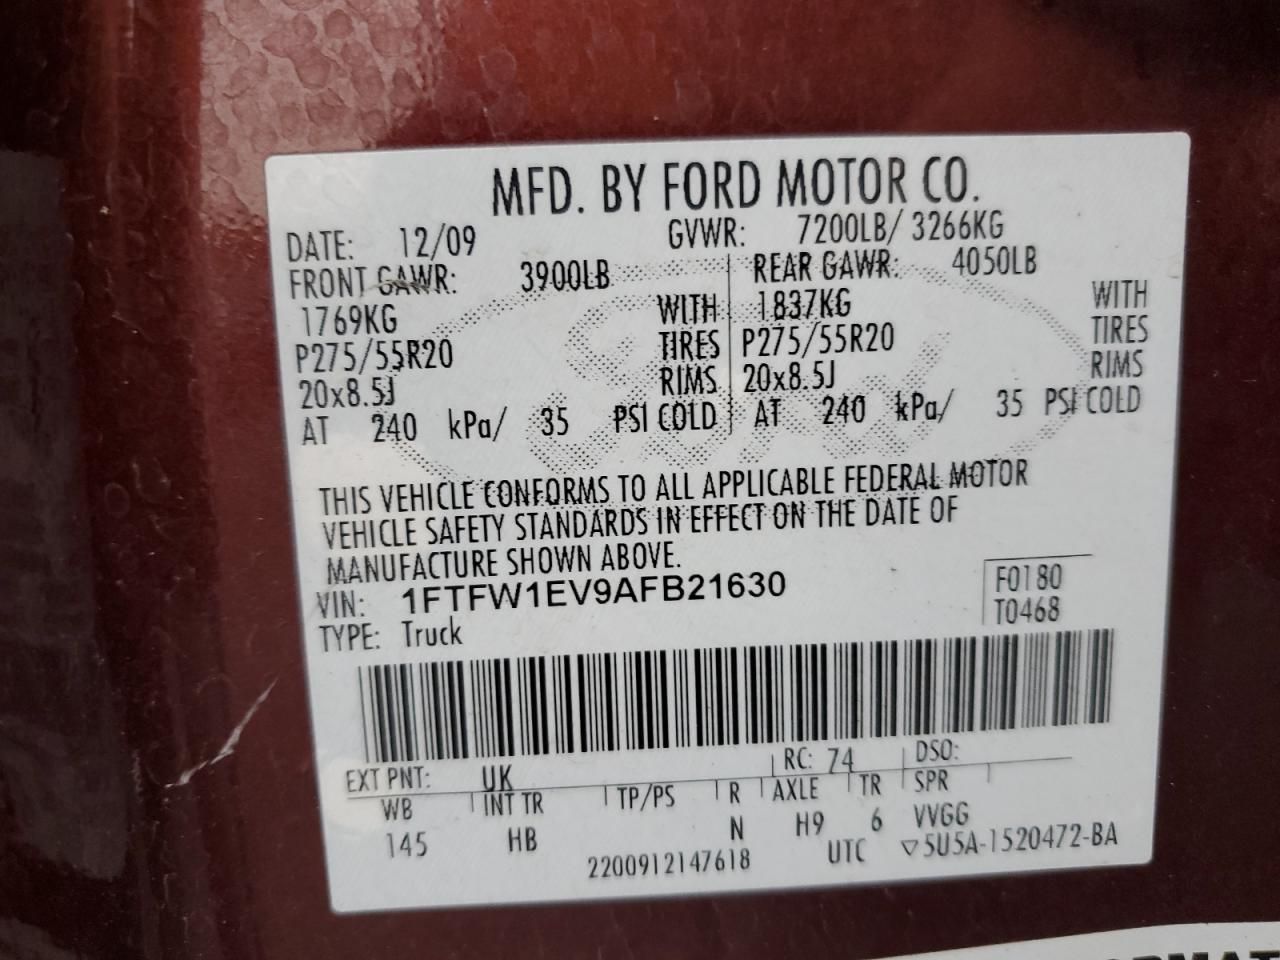 MFD. BY FORD MOTOR CO.
DATE: 12/09 GVWR: 7200LB/ 3266KG
FRONT GAWR: 3900LB REAR GAWR: 4050LB
1769KG WITH 1837KG WITH
P275/55R20 TIRES P275/55R20 TIRES
20x8.5J RIMS 20x8.5J RIMS
AT 240 kPa/ 35 PSI COLD AT 240 kPa/ 35 PSI COLD
THIS VEHICLE CONFORMS TO ALL APPLICABLE FEDERAL MOTOR
VEHICLE SAFETY STANDARDS IN EFFECT ON THE DATE OF
MANUFACTURE SHOWN ABOVE.
VIN: 1FTFW1EV9AFB21630 F0180
TYPE: Truck T0468
EXT PNT: UK RC: 74 DSO:
WB INT TR TP/PS R AXLE TR SPR
145 HB N H9 6 VVGG
2200912147618 UTC ▽5U5A-1520472-BA